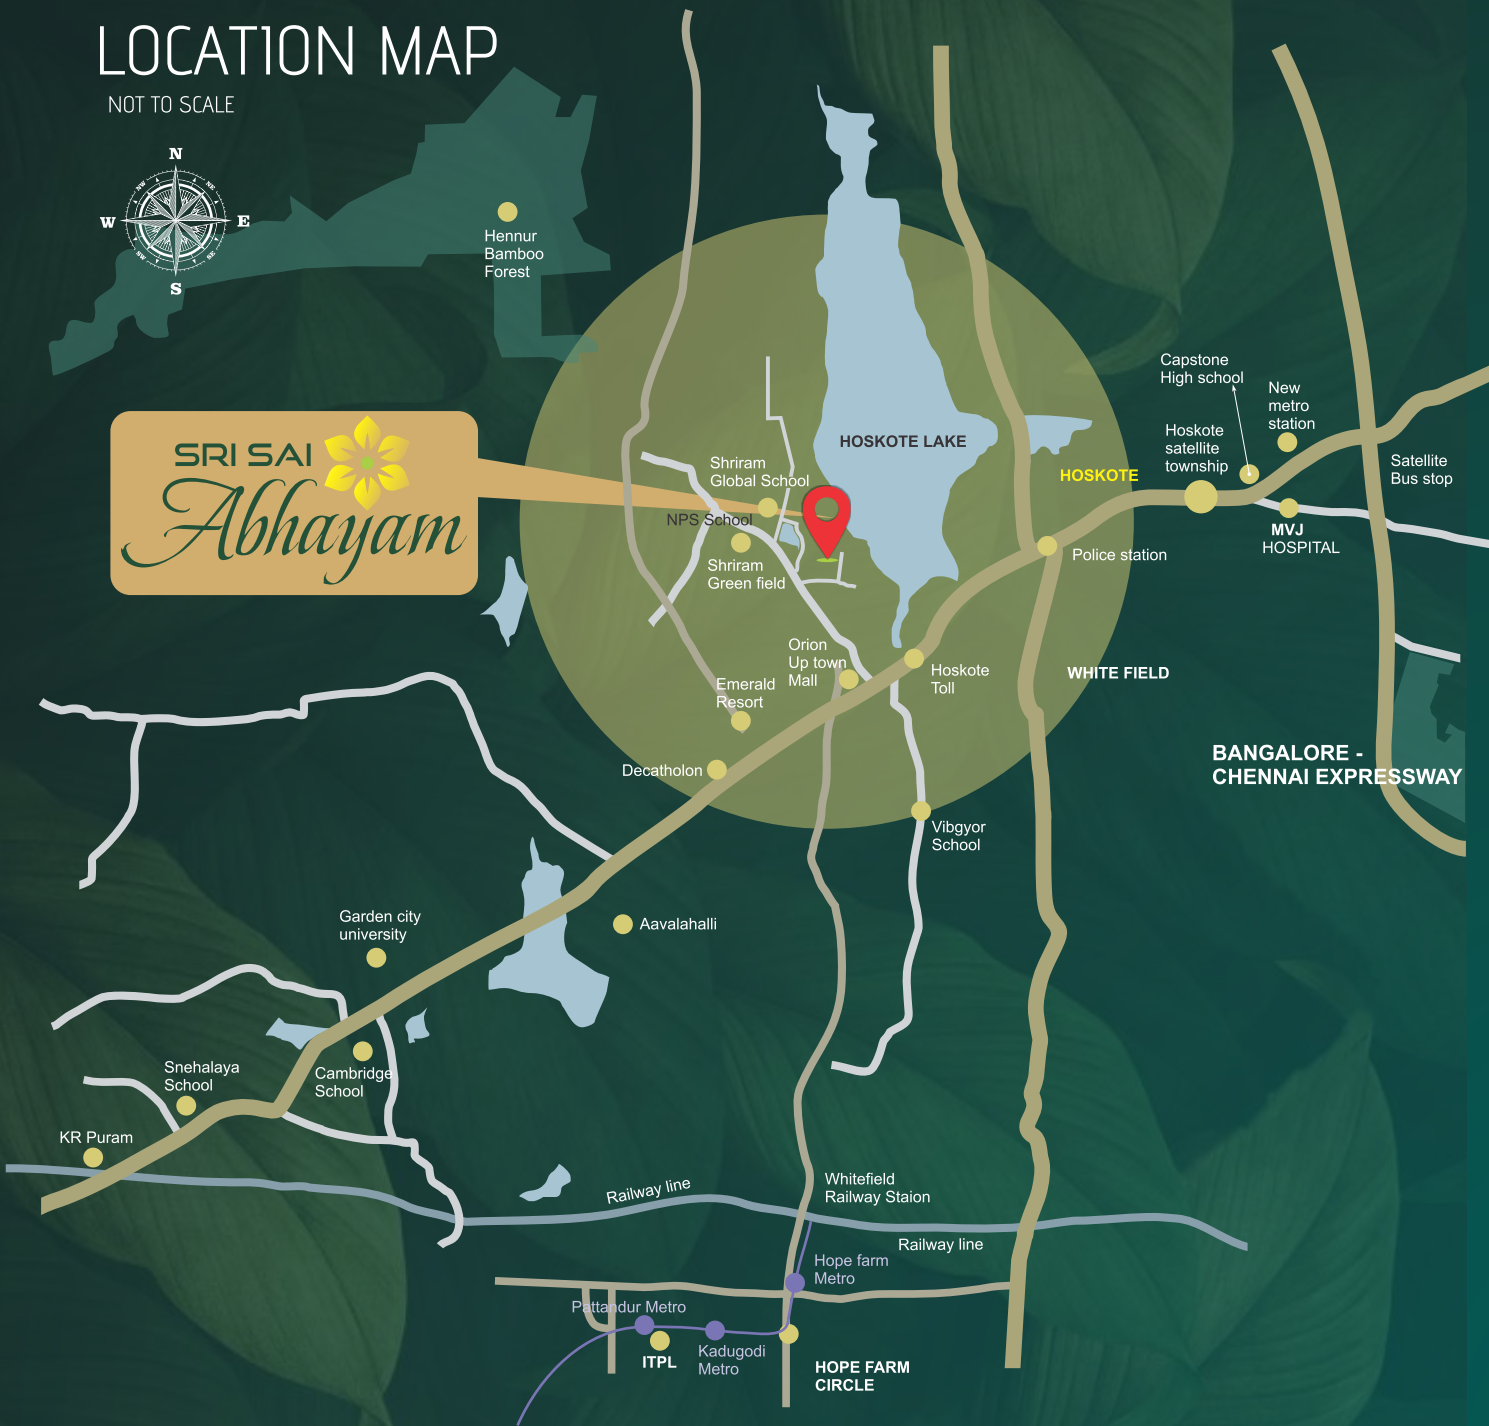 LOCATION MAP
NOT TO SCALE
N
NW
NE
W
E
SW
SE
S
Hennur
Bamboo
Forest
SRI SAI
Abhayam
HOSKOTE LAKE
Shriram
Global School
NPS School
Shriram
Green field
Orion
Up town
Mall
Emerald
Resort
Decatholon
Hoskote
Toll
HOSKOTE
Police station
WHITE FIELD
Capstone
High school
New
metro
station
Hoskote
satellite
township
MVJ
HOSPITAL
Satellite
Bus stop
BANGALORE -
CHENNAI EXPRESSWAY
Vibgyor
School
Aavalahalli
Garden city
university
Cambridge
School
Snehalaya
School
KR Puram
Railway line
Whitefield
Railway Staion
Railway line
Hope farm
Metro
Pattandur Metro
ITPL
Kadugodi
Metro
HOPE FARM
CIRCLE